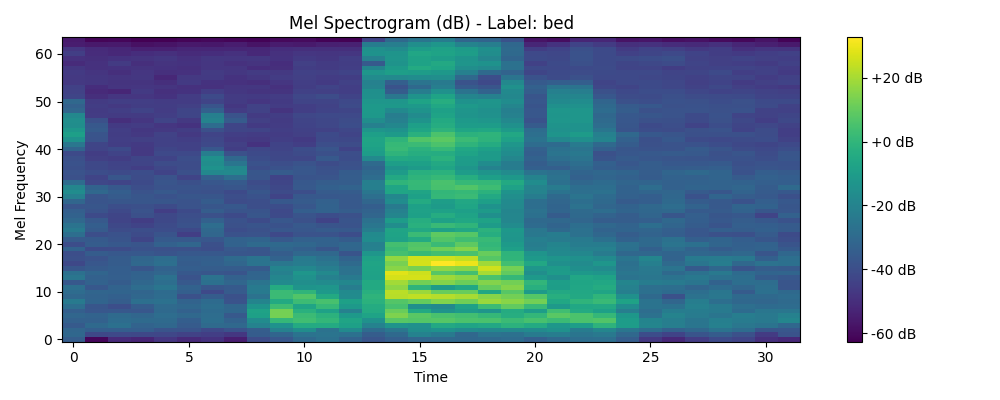 Mel Spectrogram (dB) - Label: bed
Mel Frequency
60
50
40
30
20
10
0
0 5 10 15 20 25 30
Time
+20 dB
+0 dB
-20 dB
-40 dB
-60 dB